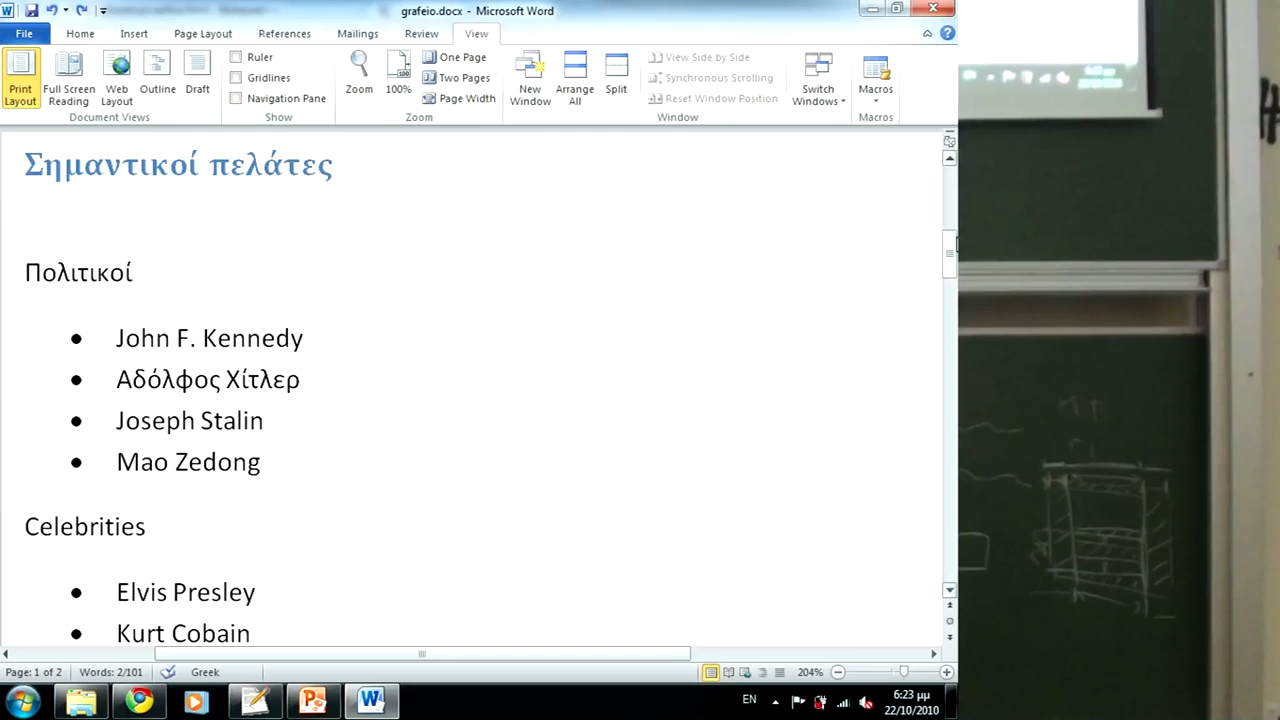 grafeio.docx - Microsoft Word
File Home Insert Page Layout References Mailings Review View
Print Layout
Full Screen Reading
Web Layout
Outline
Draft
Document Views
Ruler
Gridlines
Navigation Pane
Show
Zoom
100%
One Page
Two Pages
Page Width
Zoom
New Window
Arrange All
Split
View Side by Side
Synchronous Scrolling
Reset Window Position
Window
Switch Windows
Macros
Macros
Σημαντικοί πελάτες
Πολιτικοί
• John F. Kennedy
• Αδόλφος Χίτλερ
• Joseph Stalin
• Mao Zedong
Celebrities
• Elvis Presley
• Kurt Cobain
Page: 1 of 2 Words: 2/101 Greek 204%
EN 6:23 μμ
22/10/2010